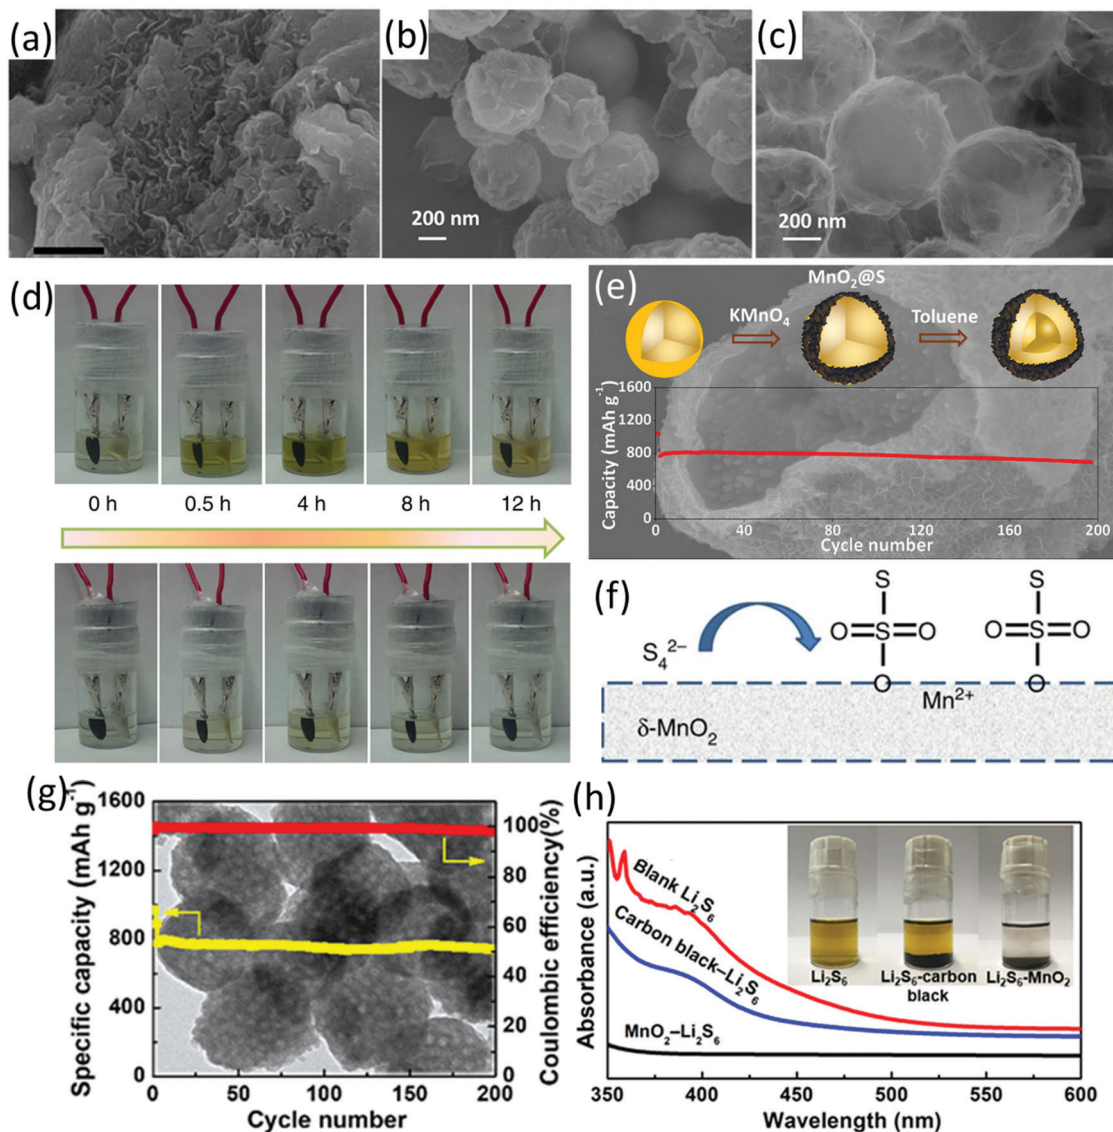 (a)
(b)
200 nm
(c)
200 nm
(d)
0 h 0.5 h 4 h 8 h 12 h
(e)
MnO₂@S
KMnO₄
Toluene
Capacity (mAh g⁻¹)
1600
1200
800
400
0
0 40 80 120 160 200
Cycle number
(f)
S S
O=S=O O=S=O
S₄²⁻
O O
Mn²⁺
δ-MnO₂
(g)
Specific capacity (mAh g⁻¹)
1600
1200
800
400
0
100
80
60
40
20
0
Coulombic efficiency(%)
0 50 100 150 200
Cycle number
(h)
Absorbance (a.u.)
Blank Li₂S₆
Carbon black–Li₂S₆
MnO₂–Li₂S₆
Li₂S₆
Li₂S₆-carbon
black
Li₂S₆-MnO₂
350 400 450 500 550 600
Wavelength (nm)